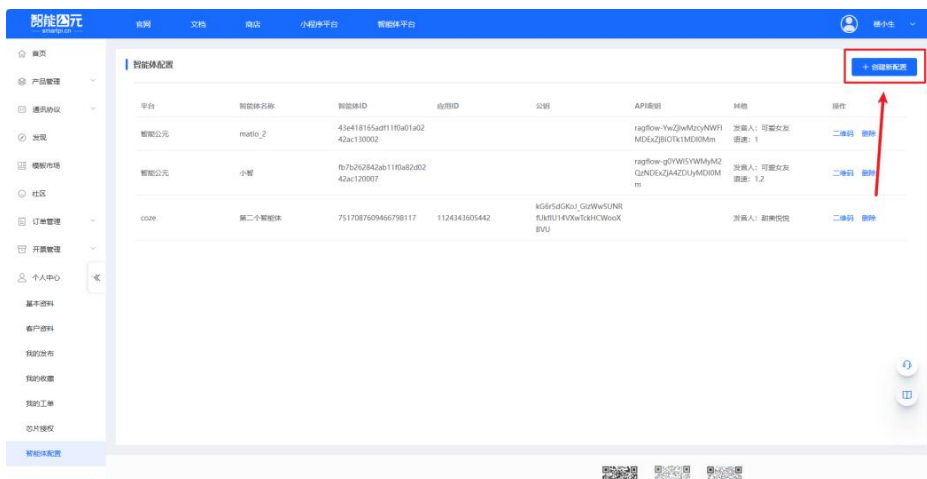 智能公元
smartpi.cn
官网 文档 商店 小程序平台 智能体平台 杨小生
首页
产品管理
通讯协议
发现
模板市场
社区
订单管理
开票管理
个人中心
基本资料
客户资料
我的发布
我的收藏
我的工单
芯片授权
智能体配置
智能体配置
+ 创建新配置
平台 智能体名称 智能体ID 应用ID 公钥 API密钥 其他 操作
智能公元 matio_2 43e418165adf11f0a01a02 ragflow-YwZjIwMzcyNWFl 发音人：可爱女友 二维码 删除
42ac130002 MDExZjBlOTk1MDI0Mm 语速：1
智能公元 小智 fb7b262842ab11f0a82d02 ragflow-g0YWI5YWMyM2 发音人：可爱女友 二维码 删除
42ac120007 QzNDExZjA4ZDUyMDI0M 语速：1.2
m
coze 第二个智能体 7517087609466798117 1124343605442 kG6r5dGKoJ_GizWwSUNR 发音人：甜美悦悦 二维码 删除
fUkflU14VXwTckHCWooX
BVU